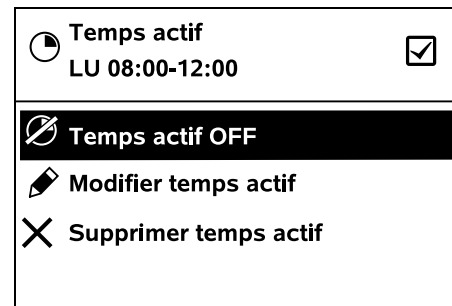 Temps actif
LU 08:00-12:00
Temps actif OFF
Modifier temps actif
Supprimer temps actif